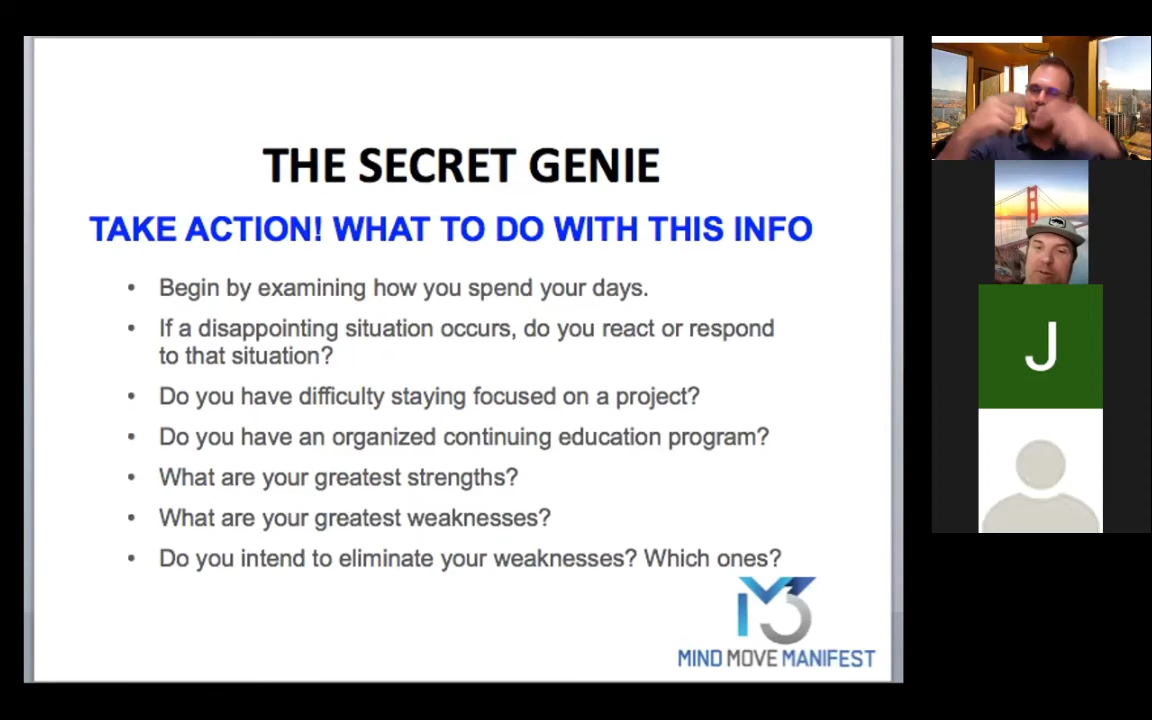 THE SECRET GENIE
TAKE ACTION! WHAT TO DO WITH THIS INFO
• Begin by examining how you spend your days.
• If a disappointing situation occurs, do you react or respond
to that situation?
• Do you have difficulty staying focused on a project?
• Do you have an organized continuing education program?
• What are your greatest strengths?
• What are your greatest weaknesses?
• Do you intend to eliminate your weaknesses? Which ones?
M3
MIND MOVE MANIFEST
J